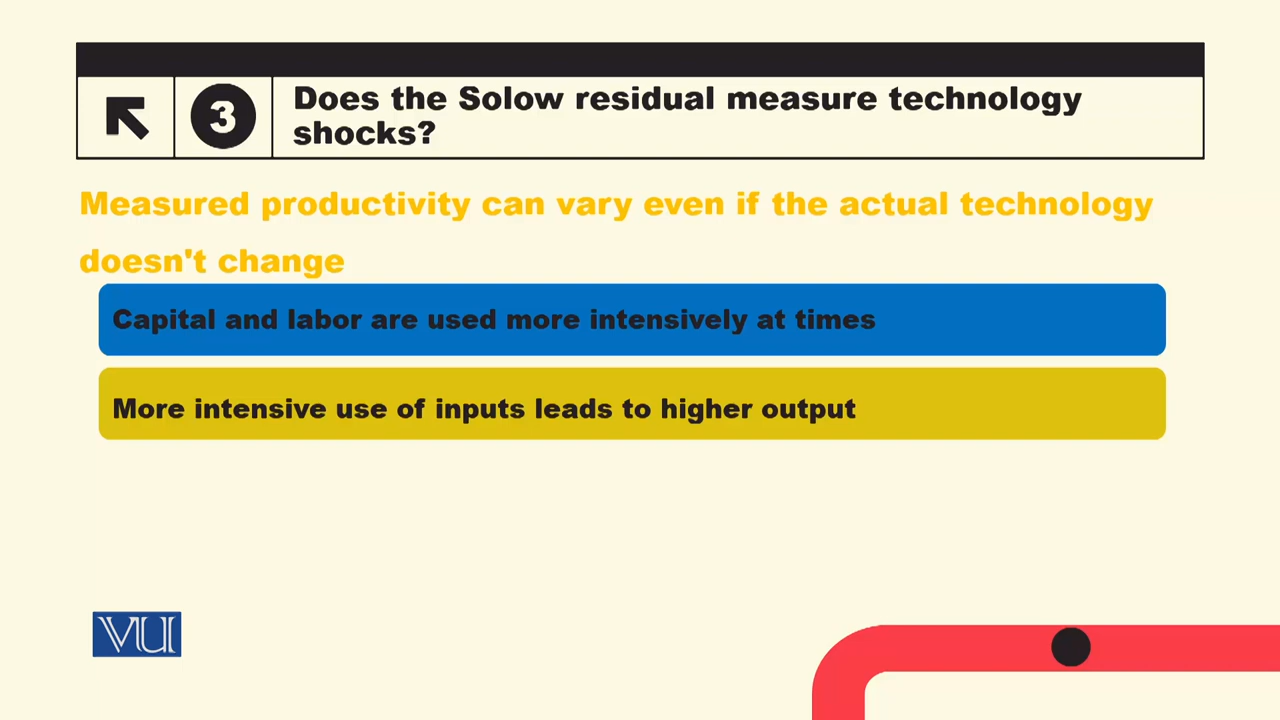 3
Does the Solow residual measure technology
shocks?
Measured productivity can vary even if the actual technology
doesn't change
Capital and labor are used more intensively at times
More intensive use of inputs leads to higher output
VU